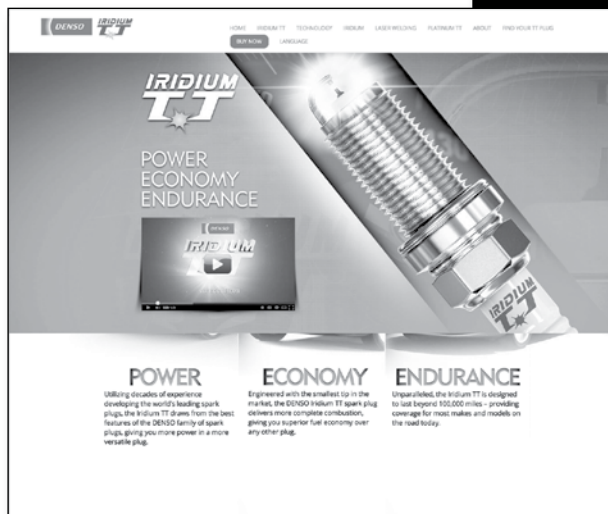 DENSO IRIDIUM TT
HOME IRIDIUM TT TECHNOLOGY IRIDIUM LASER WELDING PLATINUM TT ABOUT FIND YOUR TT PLUG
BUY NOW LANGUAGE
IRIDIUM
TT
POWER
ECONOMY
ENDURANCE
DENSO
IRIDIUM
TT
IRIDIUM
TT
POWER
Utilizing decades of experience
developing the world's leading spark
plugs, the Iridium TT draws from the best
features of the DENSO family of spark
plugs, giving you more power in a more
versatile plug.
ECONOMY
Engineered with the smallest tip in the
market, the DENSO Iridium TT spark plug
delivers more complete combustion,
giving you superior fuel economy over
any other plug.
ENDURANCE
Unparalleled, the Iridium TT is designed
to last beyond 100,000 miles – providing
coverage for most makes and models on
the road today.